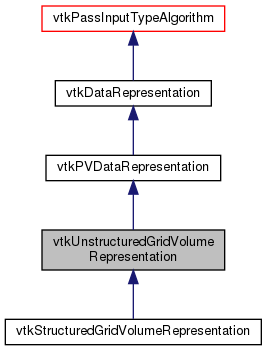 vtkPassInputTypeAlgorithm
vtkDataRepresentation
vtkPVDataRepresentation
vtkUnstructuredGridVolume
Representation
vtkStructuredGridVolumeRepresentation